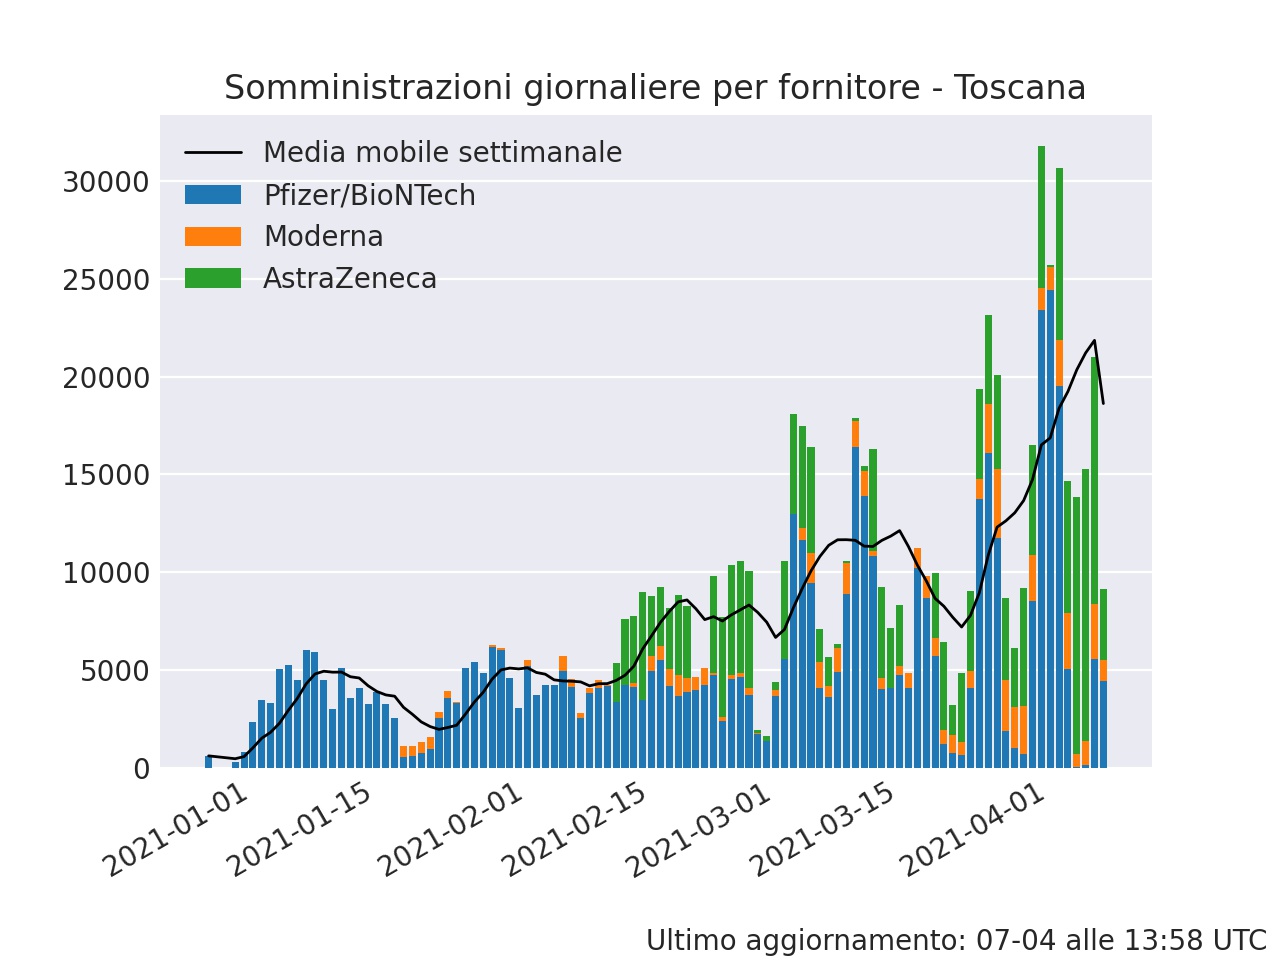 Somministrazioni giornaliere per fornitore - Toscana
Media mobile settimanale
Pfizer/BioNTech
Moderna
AstraZeneca
30000
25000
20000
15000
10000
5000
0
2021-01-01
2021-01-15
2021-02-01
2021-02-15
2021-03-01
2021-03-15
2021-04-01
Ultimo aggiornamento: 07-04 alle 13:58 UTC